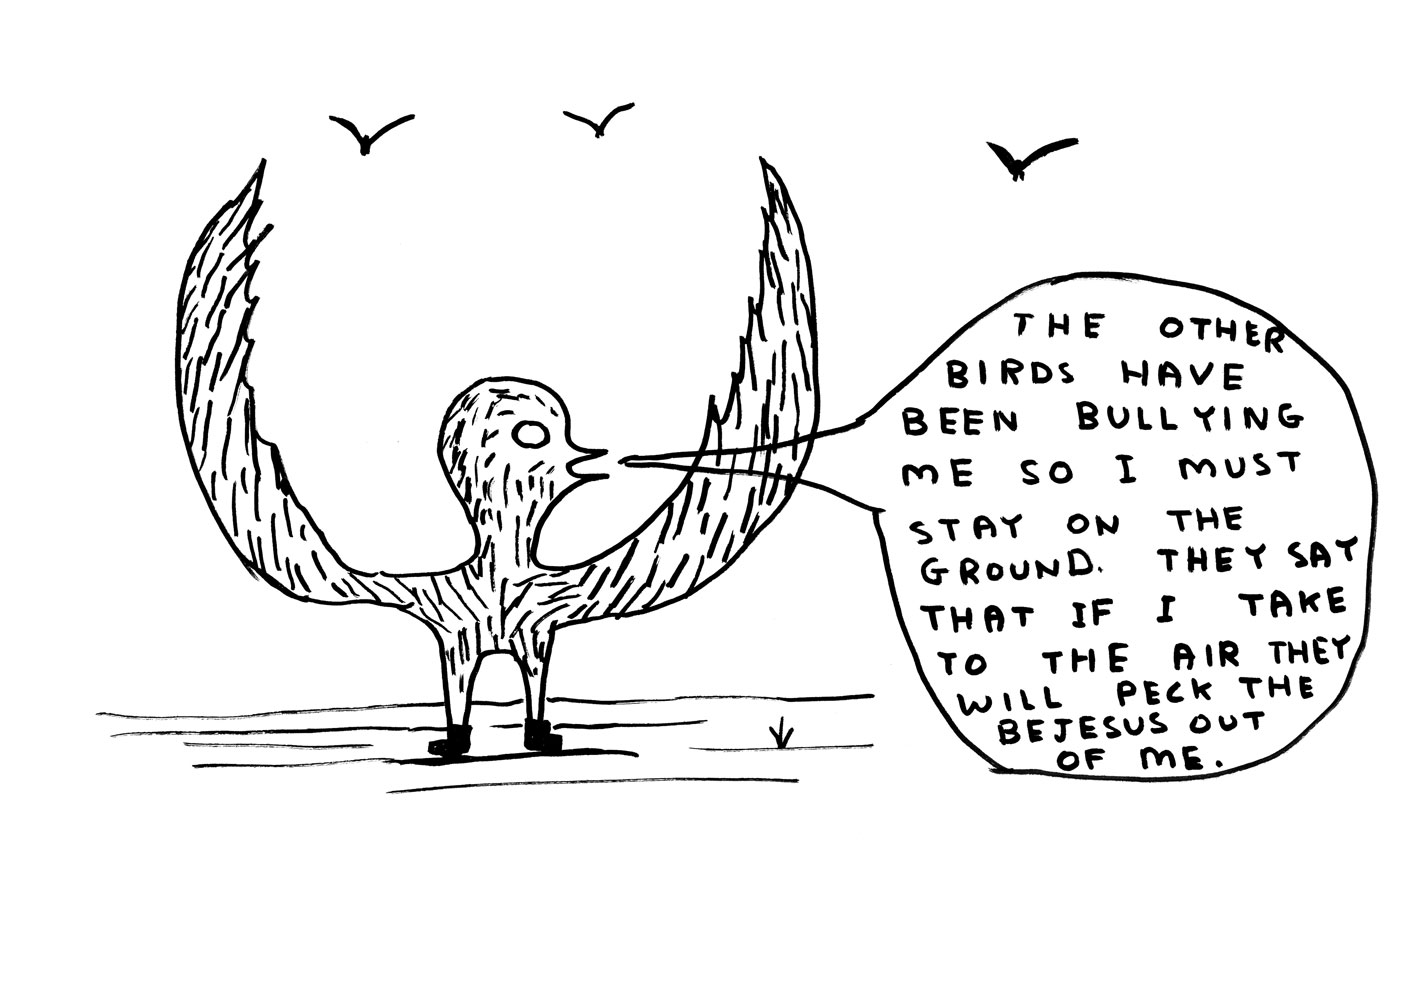 THE OTHER
BIRDS HAVE
BEEN BULLYING
ME SO I MUST
STAY ON THE
GROUND. THEY SAY
THAT IF I TAKE
TO THE AIR THEY
WILL PECK THE
BEJESUS OUT
OF ME.